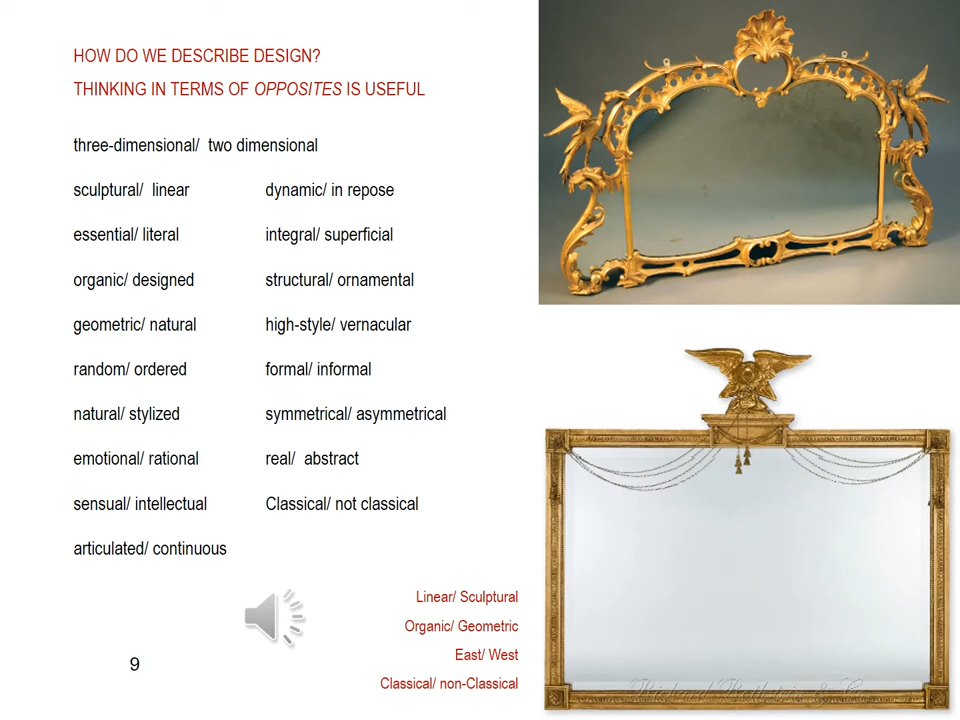 HOW DO WE DESCRIBE DESIGN?
THINKING IN TERMS OF OPPOSITES IS USEFUL
three-dimensional/ two dimensional
sculptural/ linear
dynamic/ in repose
essential/ literal
integral/ superficial
organic/ designed
structural/ ornamental
geometric/ natural
high-style/ vernacular
random/ ordered
formal/ informal
natural/ stylized
symmetrical/ asymmetrical
emotional/ rational
real/ abstract
sensual/ intellectual
Classical/ not classical
articulated/ continuous
Linear/ Sculptural
Organic/ Geometric
East/ West
Classical/ non-Classical
9